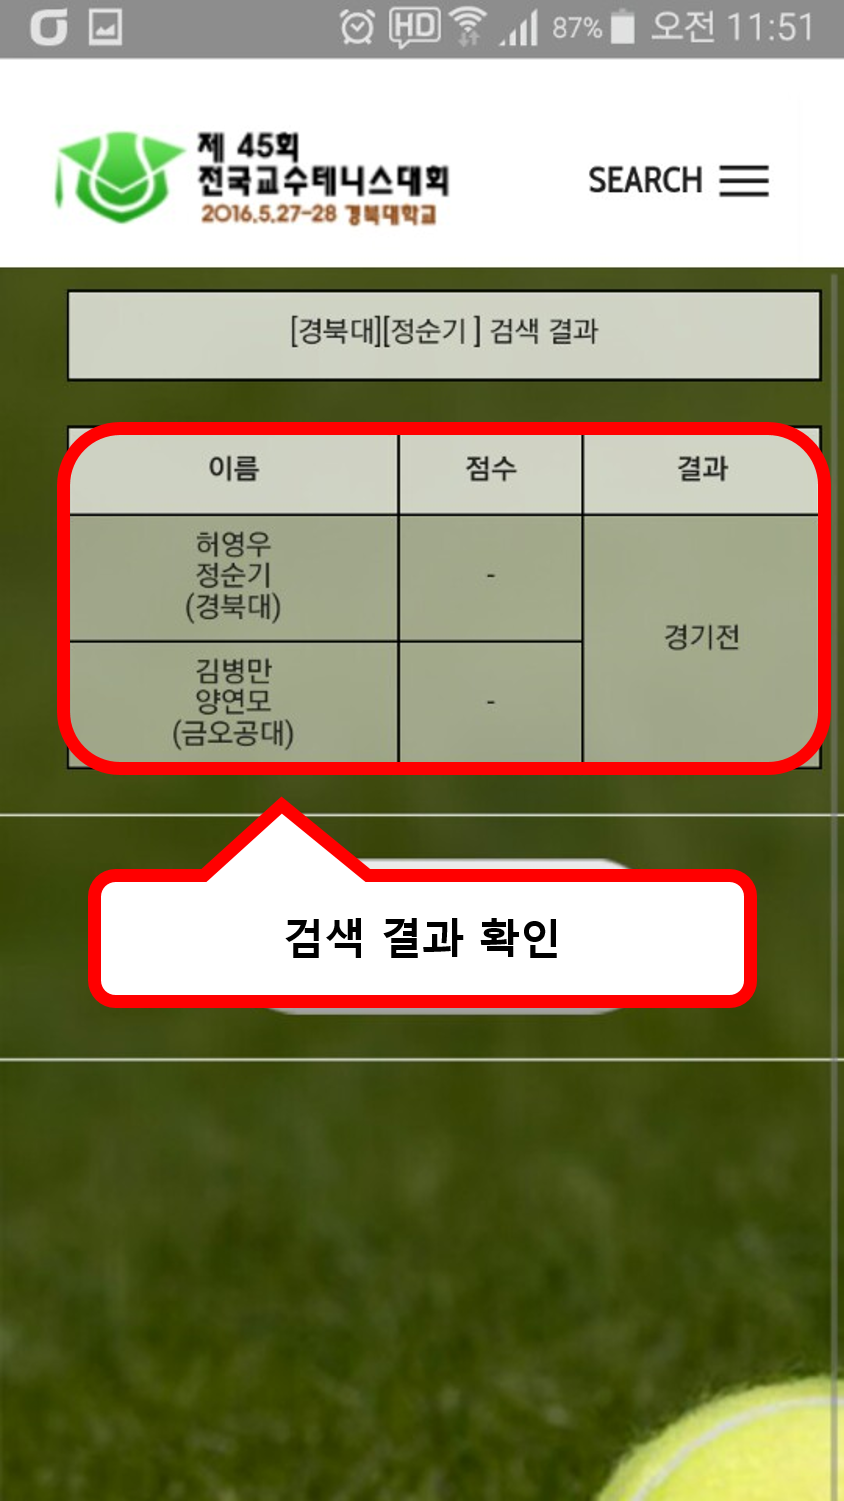 87% 오전 11:51
제 45회
전국교수테니스대회
2016.5.27-28 경북대학교
SEARCH
[경북대][정순기 ] 검색 결과
이름 점수 결과
허영우
정순기
(경북대)
-
경기전
김병만
양연모
(금오공대)
-
검색 결과 확인